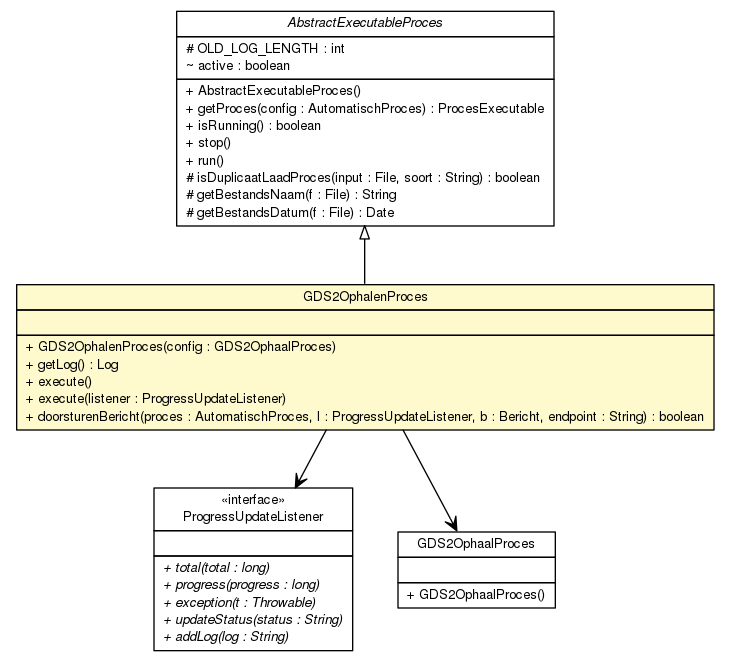 AbstractExecutableProces
# OLD_LOG_LENGTH : int
~ active : boolean
+ AbstractExecutableProces()
+ getProces(config : AutomatischProces) : ProcesExecutable
+ isRunning() : boolean
+ stop()
+ run()
# isDuplicaatLaadProces(input : File, soort : String) : boolean
# getBestandsNaam(f : File) : String
# getBestandsDatum(f : File) : Date
GDS2OphalenProces
+ GDS2OphalenProces(config : GDS2OphaalProces)
+ getLog() : Log
+ execute()
+ execute(listener : ProgressUpdateListener)
+ doorsturenBericht(proces : AutomatischProces, l : ProgressUpdateListener, b : Bericht, endpoint : String) : boolean
«interface»
ProgressUpdateListener
+ total(total : long)
+ progress(progress : long)
+ exception(t : Throwable)
+ updateStatus(status : String)
+ addLog(log : String)
GDS2OphaalProces
+ GDS2OphaalProces()